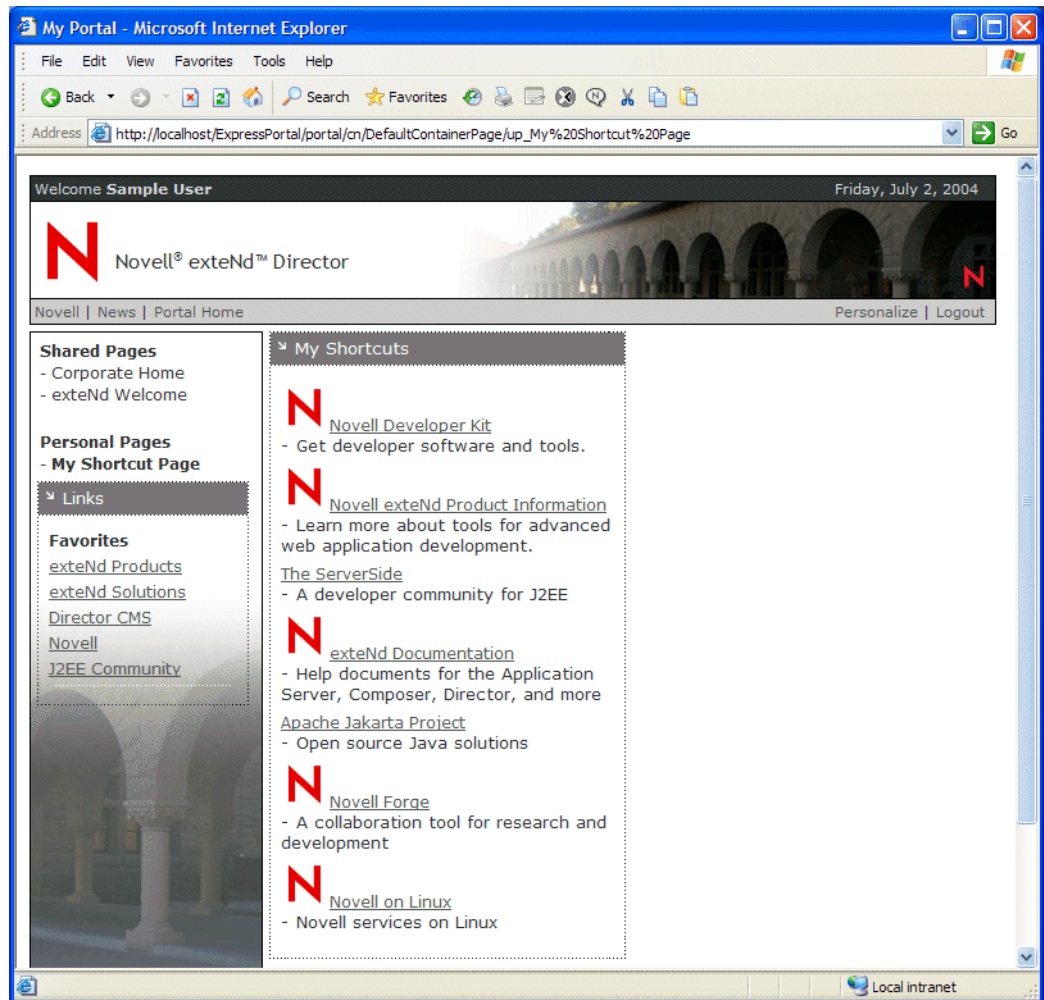 My Portal - Microsoft Internet Explorer
File Edit View Favorites Tools Help
Back Search Favorites
Address http://localhost/ExpressPortal/portal/cn/DefaultContainerPage/up_My%20Shortcut%20Page Go
Welcome Sample User Friday, July 2, 2004
N Novell® exteNd™ Director
N
Novell | News | Portal Home Personalize | Logout
Shared Pages
- Corporate Home
- exteNd Welcome
Personal Pages
- My Shortcut Page
Links
Favorites
exteNd Products
exteNd Solutions
Director CMS
Novell
J2EE Community
My Shortcuts
N Novell Developer Kit
- Get developer software and tools.
N Novell exteNd Product Information
- Learn more about tools for advanced
web application development.
The ServerSide
- A developer community for J2EE
N exteNd Documentation
- Help documents for the Application
Server, Composer, Director, and more
Apache Jakarta Project
- Open source Java solutions
N Novell Forge
- A collaboration tool for research and
development
N Novell on Linux
- Novell services on Linux
Local intranet